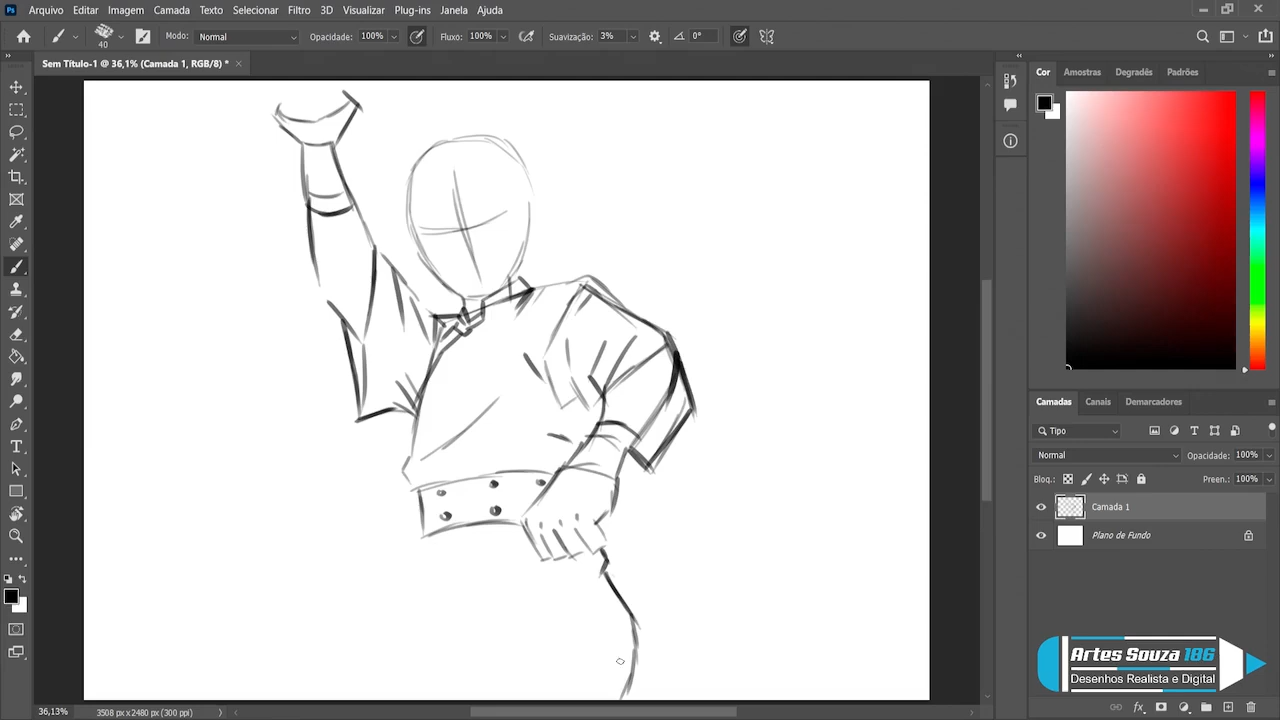 Ps Arquivo Editar Imagem Camada Texto Selecionar Filtro 3D Visualizar Plug-ins Janela Ajuda
40 Modo: Normal Opacidade: 100% Fluxo: 100% Suavização: 3% 0°
Sem Título-1 @ 36,1% (Camada 1, RGB/8) *
Cor Amostras Degradês Padrões
Camadas Canais Demarcadores
Tipo
Normal Opacidade: 100%
Bloq.: Preen.: 100%
Camada 1
Plano de Fundo
Artes Souza 186
Desenhos Realista e Digital
36,13% 3508 px x 2480 px (300 ppi)